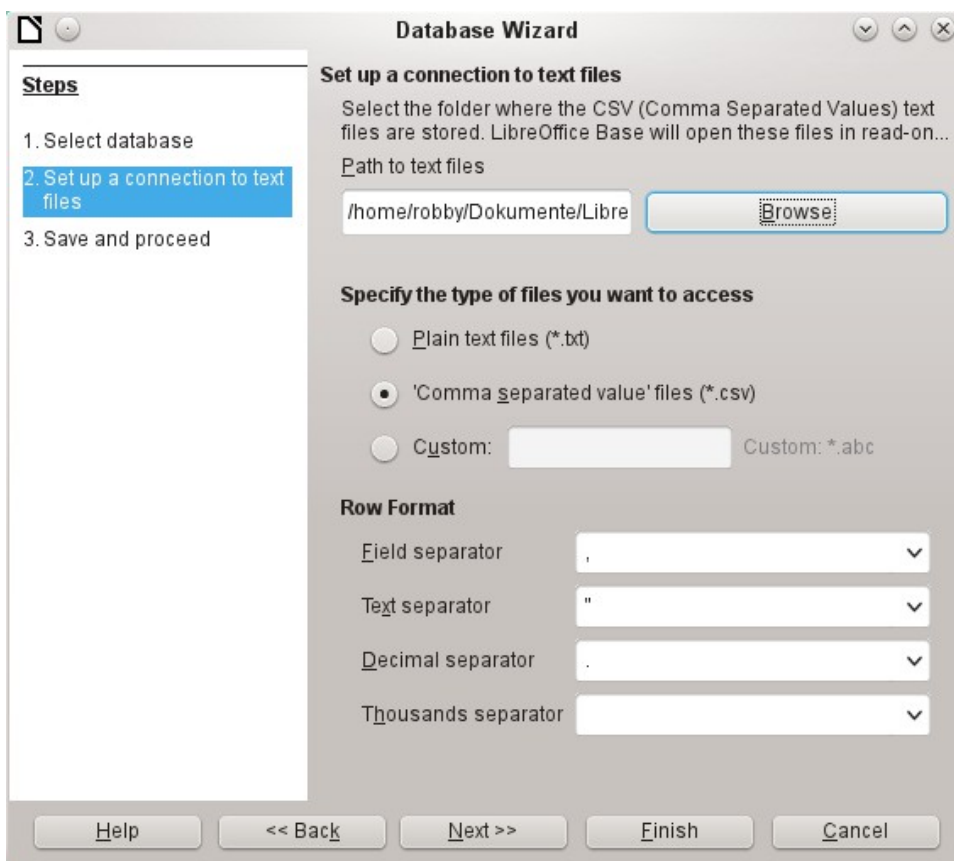 Database Wizard
Steps
1. Select database
2. Set up a connection to text
files
3. Save and proceed
Set up a connection to text files
Select the folder where the CSV (Comma Separated Values) text
files are stored. LibreOffice Base will open these files in read-on...
Path to text files
/home/robby/Dokumente/Libre
Browse
Specify the type of files you want to access
Plain text files (*.txt)
'Comma separated value' files (*.csv)
Custom:
Custom: *.abc
Row Format
Field separator
,
Text separator
"
Decimal separator
.
Thousands separator
Help
<< Back
Next >>
Finish
Cancel